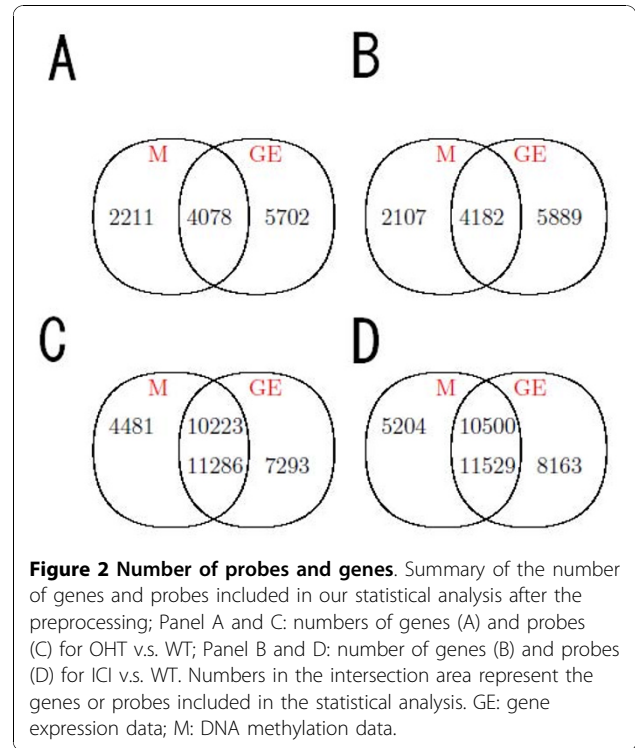 A
B
M GE
2211 4078 5702
M GE
2107 4182 5889
C
D
M GE
4481 10223
11286 7293
M GE
5204 10500
11529 8163
Figure 2 Number of probes and genes. Summary of the number
of genes and probes included in our statistical analysis after the
preprocessing; Panel A and C: numbers of genes (A) and probes
(C) for OHT v.s. WT; Panel B and D: number of genes (B) and probes
(D) for ICI v.s. WT. Numbers in the intersection area represent the
genes or probes included in the statistical analysis. GE: gene
expression data; M: DNA methylation data.